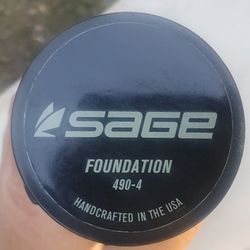 SAGE
FOUNDATION
490-4
HANDCRAFTED IN THE USA